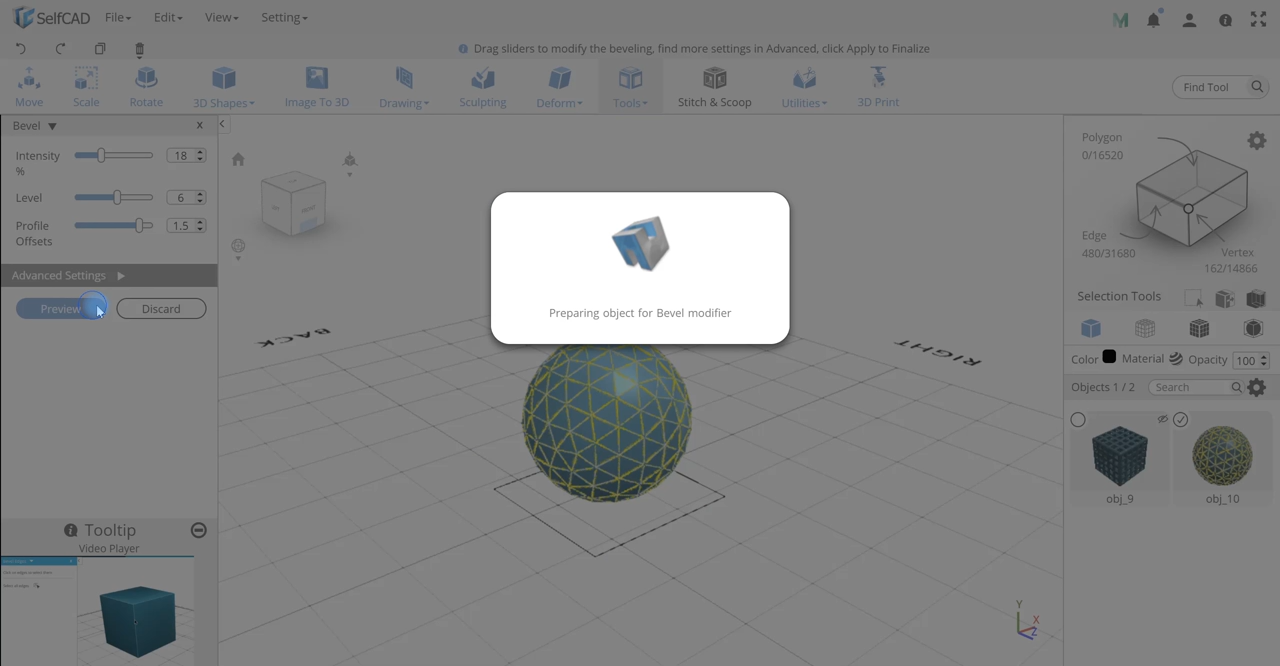 SelfCAD File Edit View Setting
Drag sliders to modify the beveling, find more settings in Advanced, click Apply to Finalize
Move Scale Rotate 3D Shapes Image To 3D Drawing Sculpting Deform Tools Stitch & Scoop Utilities 3D Print Find Tool
Bevel x
Intensity 18
%
Level 6
Profile 1.5
Offsets
Advanced Settings
Preview Discard
Tooltip
Video Player
BACK
RIGHT
Preparing object for Bevel modifier
Y
X
Z
Polygon
0/16520
Edge
480/31680
Vertex
162/14866
Selection Tools
Color Material Opacity 100
Objects 1 / 2 Search
obj_9 obj_10